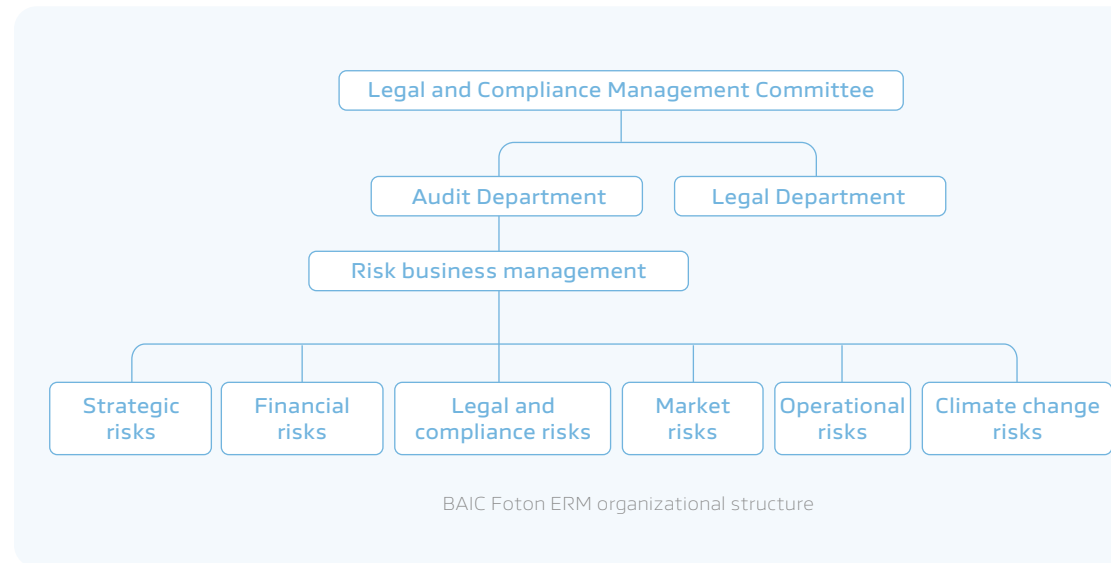 Legal and Compliance Management Committee
Audit Department
Legal Department
Risk business management
Strategic
risks
Financial
risks
Legal and
compliance risks
Market
risks
Operational
risks
Climate change
risks
BAIC Foton ERM organizational structure